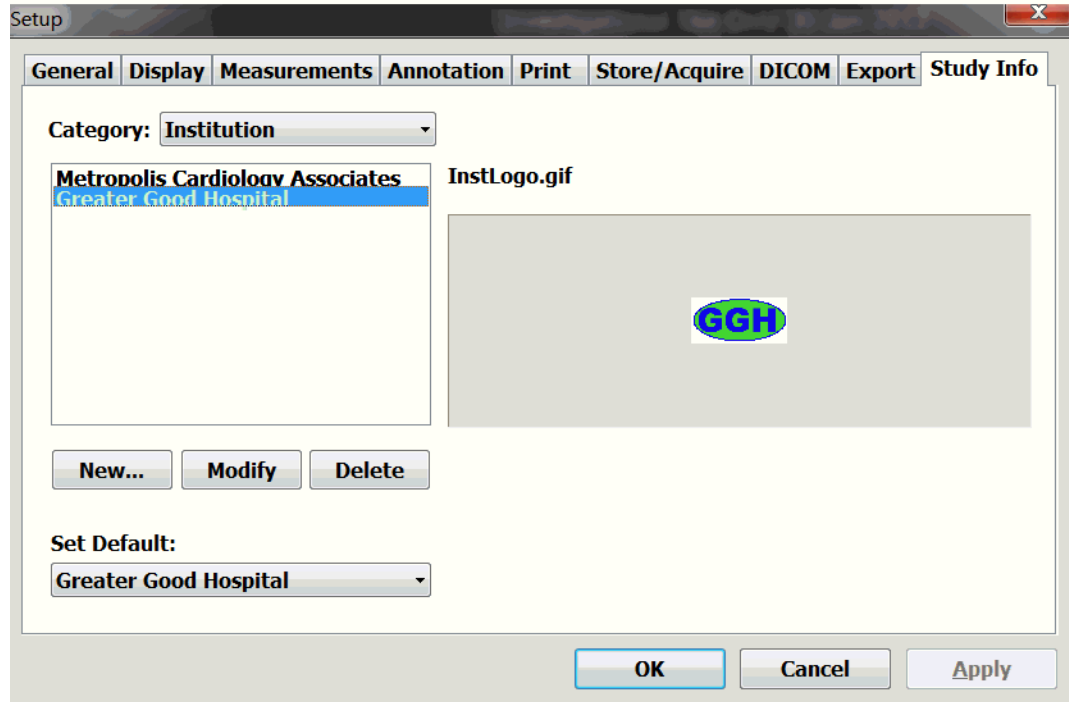 Setup
X
General Display Measurements Annotation Print Store/Acquire DICOM Export Study Info
Category: Institution
Metropolis Cardiology Associates
Greater Good Hospital
InstLogo.gif
GGH
New... Modify Delete
Set Default:
Greater Good Hospital
OK Cancel Apply